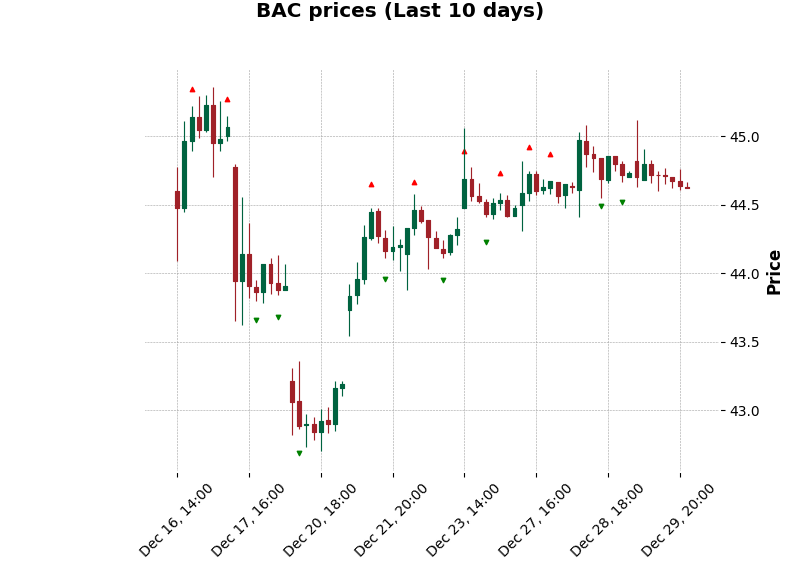 BAC prices (Last 10 days)
45.0
44.5
44.0
43.5
43.0
Price
Dec 16, 14:00
Dec 17, 16:00
Dec 20, 18:00
Dec 21, 20:00
Dec 23, 14:00
Dec 27, 16:00
Dec 28, 18:00
Dec 29, 20:00